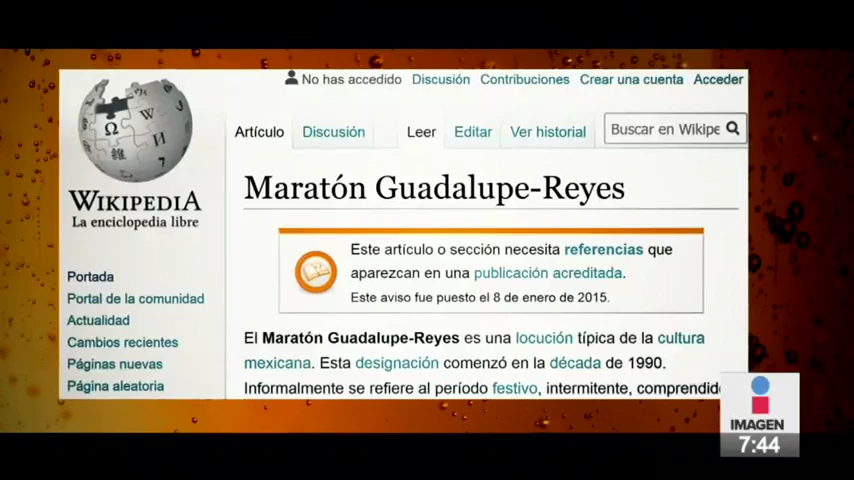 No has accedido Discusión Contribuciones Crear una cuenta Acceder
Artículo Discusión Leer Editar Ver historial Buscar en Wikipe
WIKIPEDIA
La enciclopedia libre
Maratón Guadalupe-Reyes
Este artículo o sección necesita referencias que
aparezcan en una publicación acreditada.
Este aviso fue puesto el 8 de enero de 2015.
Portada
Portal de la comunidad
Actualidad
Cambios recientes
Páginas nuevas
Página aleatoria
El Maratón Guadalupe-Reyes es una locución típica de la cultura
mexicana. Esta designación comenzó en la década de 1990.
Informalmente se refiere al período festivo, intermitente, comprendido
IMAGEN
7:44